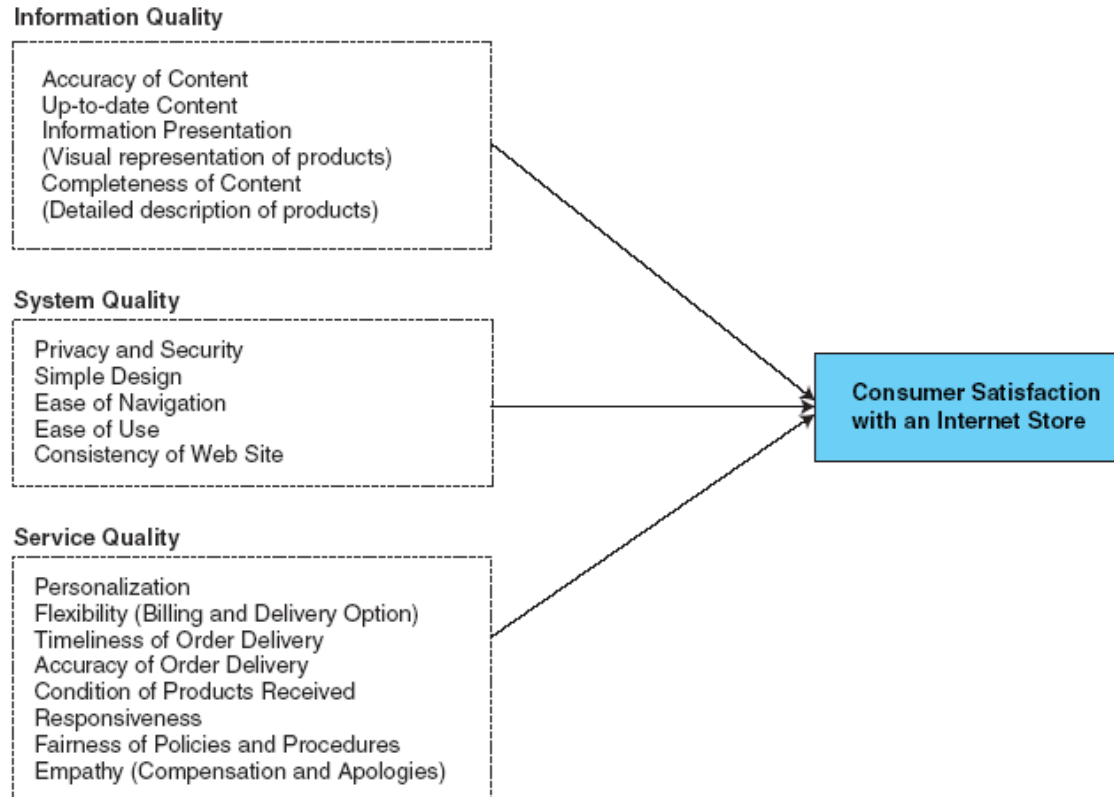 Information Quality
Accuracy of Content
Up-to-date Content
Information Presentation
(Visual representation of products)
Completeness of Content
(Detailed description of products)
System Quality
Privacy and Security
Simple Design
Ease of Navigation
Ease of Use
Consistency of Web Site
Consumer Satisfaction
with an Internet Store
Service Quality
Personalization
Flexibility (Billing and Delivery Option)
Timeliness of Order Delivery
Accuracy of Order Delivery
Condition of Products Received
Responsiveness
Fairness of Policies and Procedures
Empathy (Compensation and Apologies)